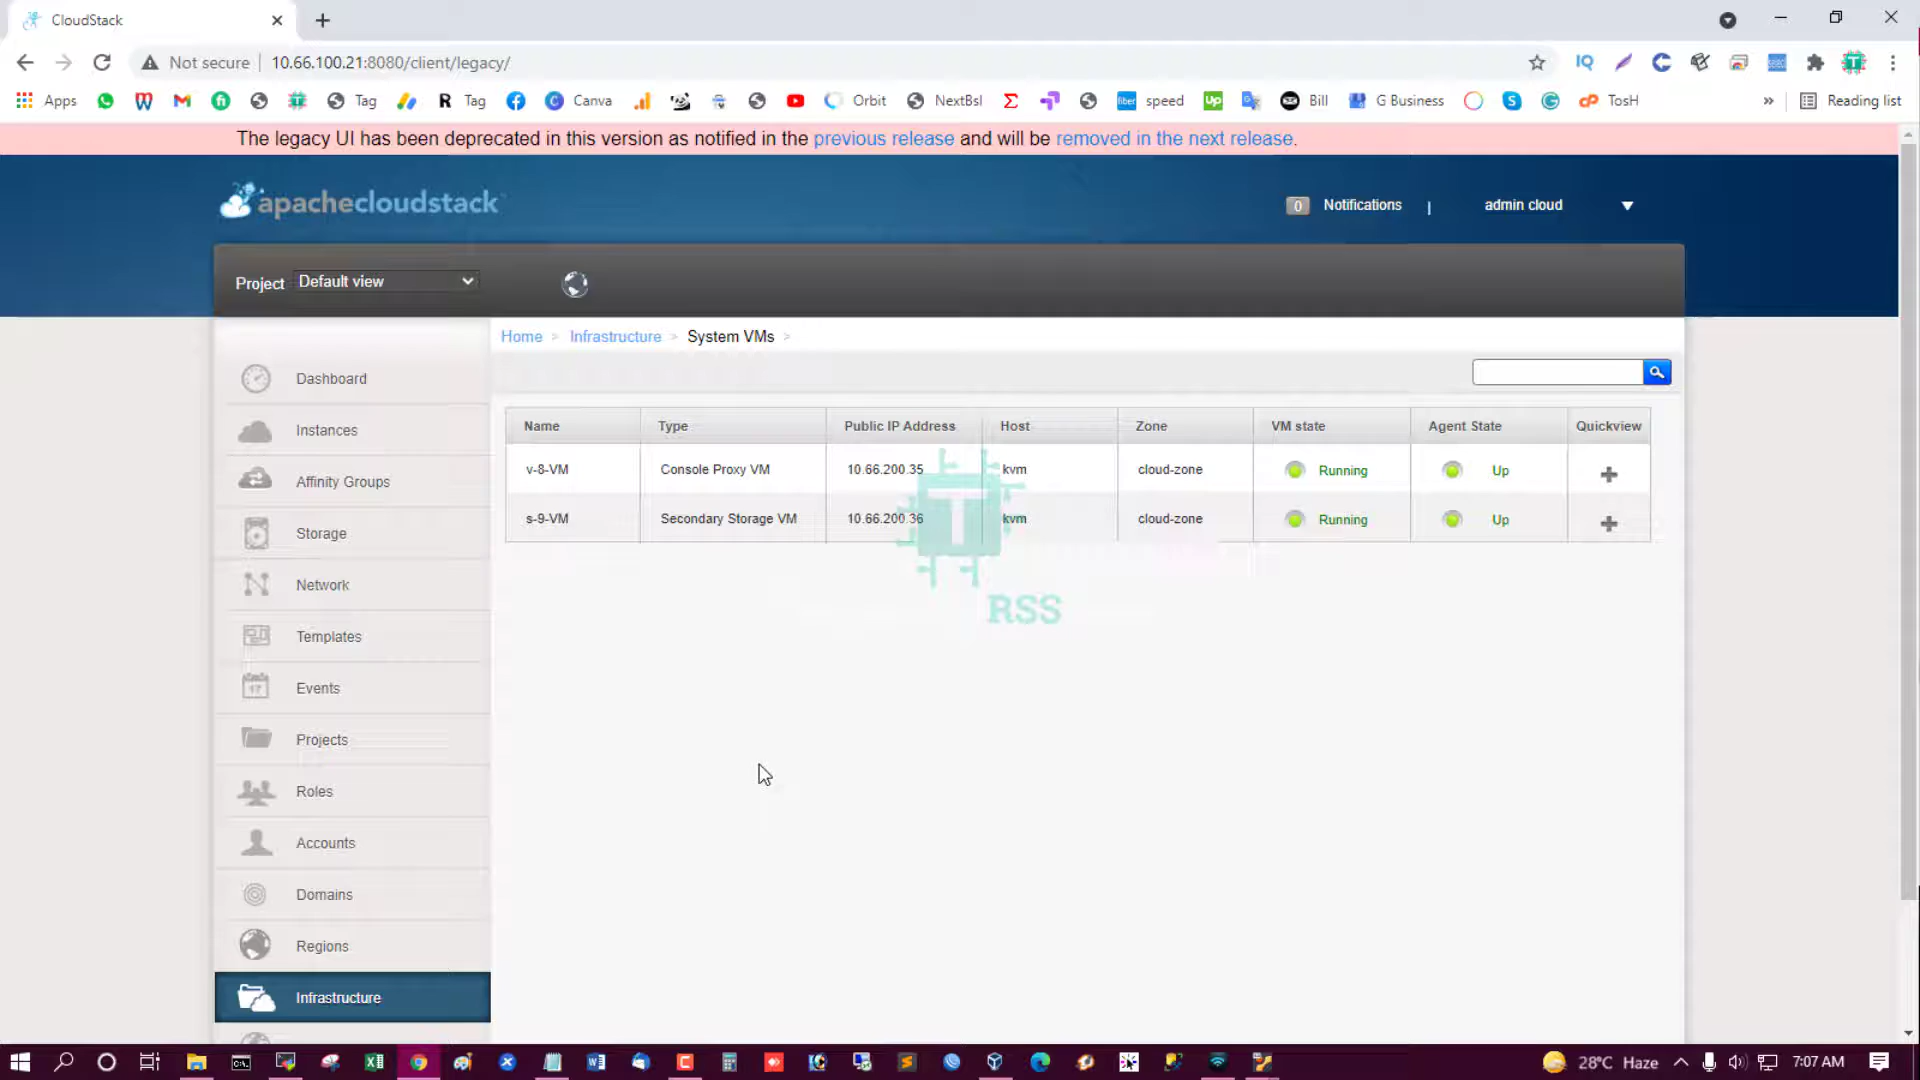 CloudStack
Not secure
10.66.100.21:8080/client/legacy/
Apps
Tag
Tag
Canva
Orbit
NextBsl
speed
Bill
G Business
TosH
Reading list
The legacy UI has been deprecated in this version as notified in the previous release and will be removed in the next release.
apachecloudstack
0 Notifications
admin cloud
Project Default view
Home > Infrastructure > System VMs >
Name Type Public IP Address Host Zone VM state Agent State Quickview
v-8-VM Console Proxy VM 10.66.200.35 kvm cloud-zone Running Up
s-9-VM Secondary Storage VM 10.66.200.36 kvm cloud-zone Running Up
T
RSS
Dashboard
Instances
Affinity Groups
Storage
Network
Templates
Events
Projects
Roles
Accounts
Domains
Regions
Infrastructure
28°C Haze
7:07 AM